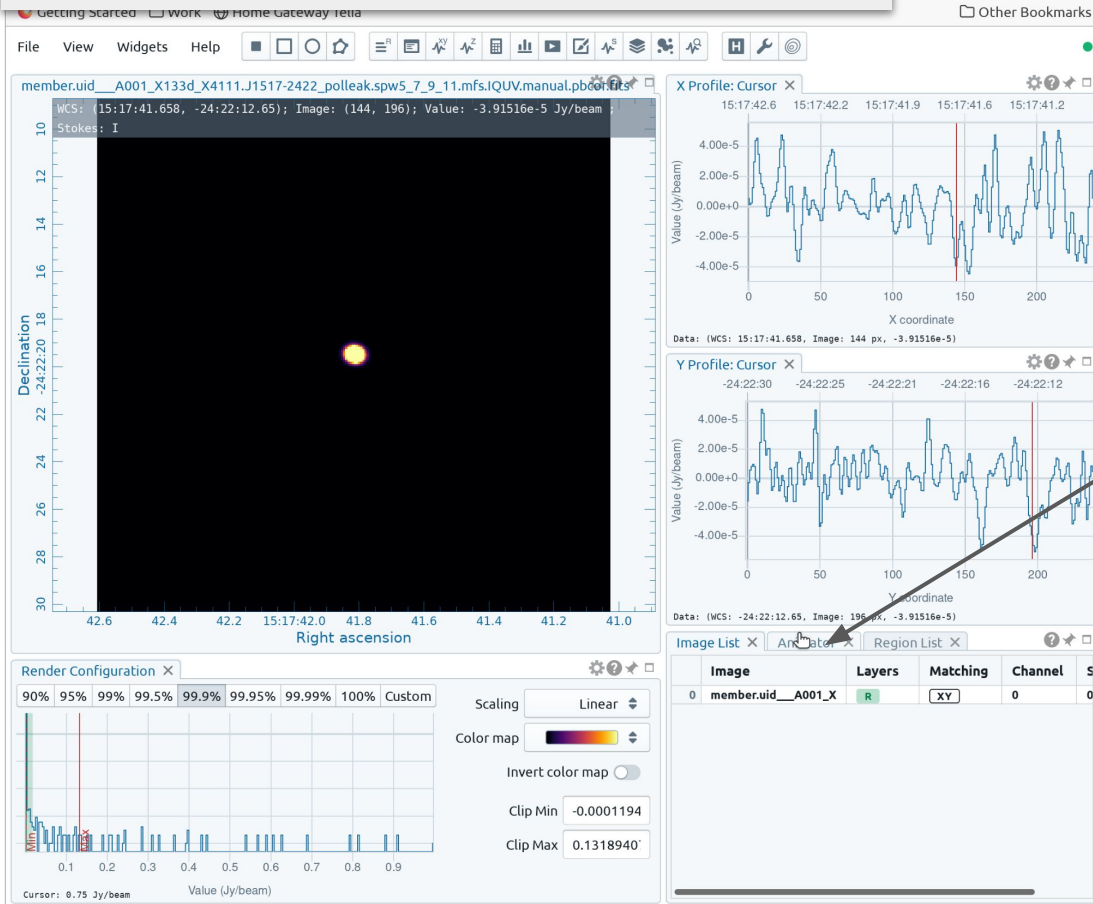 Getting Started Work Home Gateway Telia Other Bookmarks
File View Widgets Help
member.uid___A001_X133d_X4111.J1517-2422_polleak.spw5_7_9_11.mfs.IQUV.manual.pbcor.fits
WCS: (15:17:41.658, -24:22:12.65); Image: (144, 196); Value: -3.91516e-5 Jy/beam ;
Stokes: I
10
12
14
16
18
-24:22:20
22
24
26
28
30
Declination
42.6 42.4 42.2 15:17:42.0 41.8 41.6 41.4 41.2 41.0
Right ascension
X Profile: Cursor
15:17:42.6 15:17:42.2 15:17:41.9 15:17:41.6 15:17:41.2
4.00e-5
2.00e-5
0.00e+0
-2.00e-5
-4.00e-5
Value (Jy/beam)
0 50 100 150 200
X coordinate
Data: (WCS: 15:17:41.658, Image: 144 px, -3.91516e-5)
Y Profile: Cursor
-24:22:30 -24:22:25 -24:22:21 -24:22:16 -24:22:12
4.00e-5
2.00e-5
0.00e+0
-2.00e-5
-4.00e-5
Value (Jy/beam)
0 50 100 150 200
Y coordinate
Data: (WCS: -24:22:12.65, Image: 196 px, -3.91516e-5)
Render Configuration
90% 95% 99% 99.5% 99.9% 99.95% 99.99% 100% Custom
Min
Max
0.1 0.2 0.3 0.4 0.5 0.6 0.7 0.8 0.9
Value (Jy/beam)
Cursor: 0.75 Jy/beam
Scaling Linear
Color map
Invert color map
Clip Min -0.0001194
Clip Max 0.1318940
Image List Animator Region List
Image Layers Matching Channel S
0 member.uid___A001_X R XY 0 0